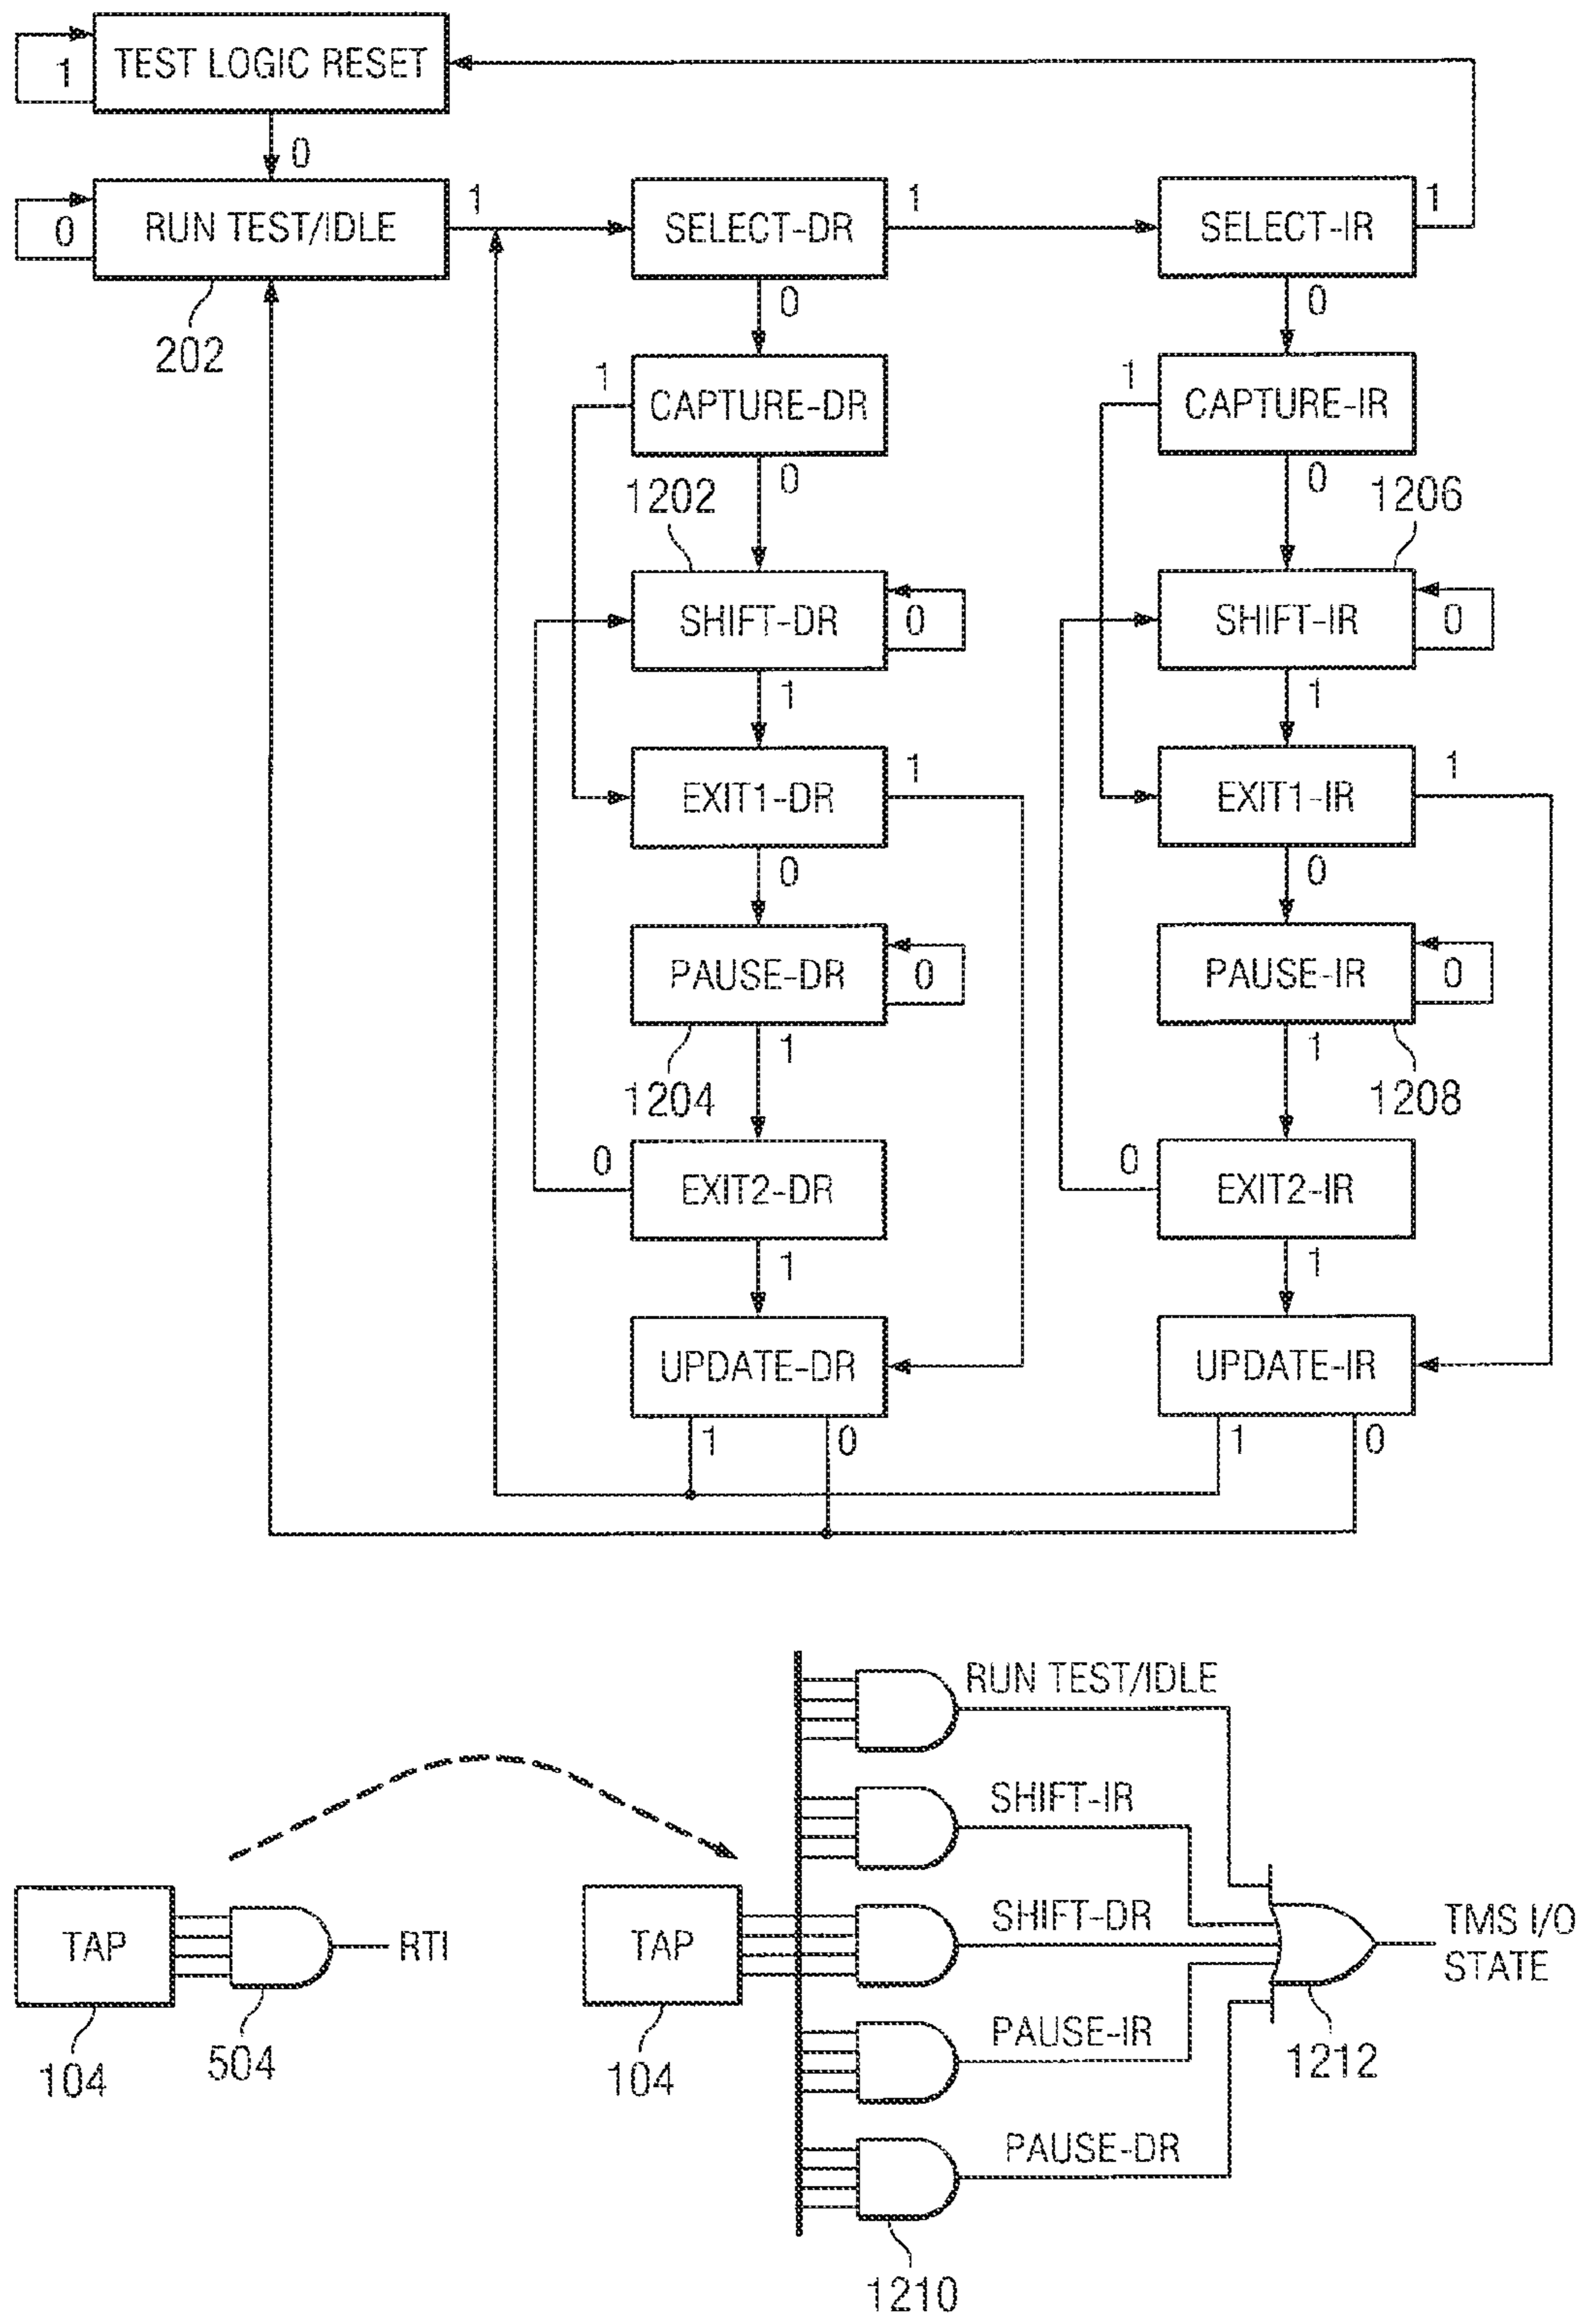 TEST LOGIC RESET
1
0
RUN TEST/IDLE
0
1
202
SELECT-DR
1
0
SELECT-IR
1
0
CAPTURE-DR
1
0
CAPTURE-IR
1
0
1202
1206
SHIFT-DR
0
1
SHIFT-IR
0
1
EXIT1-DR
1
0
EXIT1-IR
1
0
PAUSE-DR
0
1
PAUSE-IR
0
1
1204
1208
EXIT2-DR
0
1
EXIT2-IR
0
1
UPDATE-DR
1
0
UPDATE-IR
1
0
TAP
RTI
104
504
TAP
104
RUN TEST/IDLE
SHIFT-IR
SHIFT-DR
PAUSE-IR
PAUSE-DR
1210
1212
TMS I/O
STATE